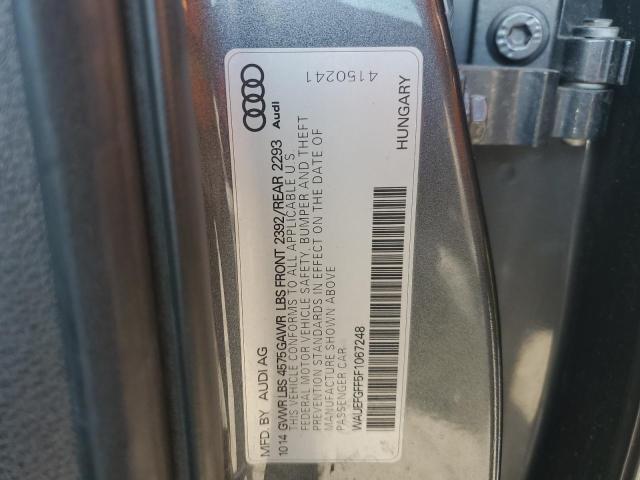 Audi
4150241
MFD. BY AUDI AG
1014 GVWR LBS 4575 GAWR LBS FRONT 2392/REAR 2293
THIS VEHICLE CONFORMS TO ALL APPLICABLE U S
FEDERAL MOTOR VEHICLE SAFETY, BUMPER AND THEFT
PREVENTION STANDARDS IN EFFECT ON THE DATE OF
MANUFACTURE SHOWN ABOVE
PASSENGER CAR
WAUEFGFF5F1067248
HUNGARY